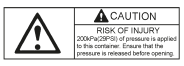 CAUTION
RISK OF INJURY
200kPa(29PSI) of pressure is applied
to this container. Ensure that the
pressure is released before opening.